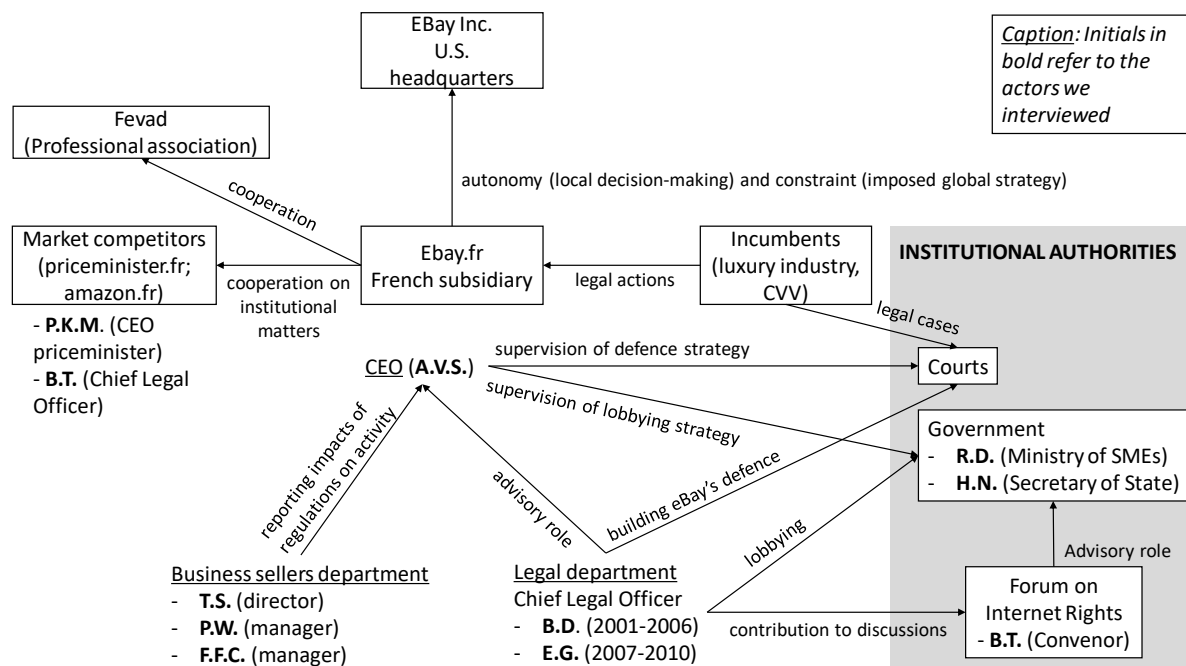 EBay Inc.
U.S.
headquarters
Caption: Initials in
bold refer to the
actors we
interviewed
Fevad
(Professional association)
cooperation
autonomy (local decision-making) and constraint (imposed global strategy)
Market competitors
(priceminister.fr;
amazon.fr)
- P.K.M. (CEO
priceminister)
- B.T. (Chief Legal
Officer)
cooperation on
institutional
matters
Ebay.fr
French subsidiary
legal actions
Incumbents
(luxury industry,
CVV)
INSTITUTIONAL AUTHORITIES
legal cases
Courts
CEO (A.V.S.)
supervision of defence strategy
supervision of lobbying strategy
Government
- R.D. (Ministry of SMEs)
- H.N. (Secretary of State)
reporting impacts of
regulations on activity
advisory role
building eBay's defence
lobbying
Advisory role
Business sellers department
- T.S. (director)
- P.W. (manager)
- F.F.C. (manager)
Legal department
Chief Legal Officer
- B.D. (2001-2006)
- E.G. (2007-2010)
contribution to discussions
Forum on
Internet Rights
- B.T. (Convenor)